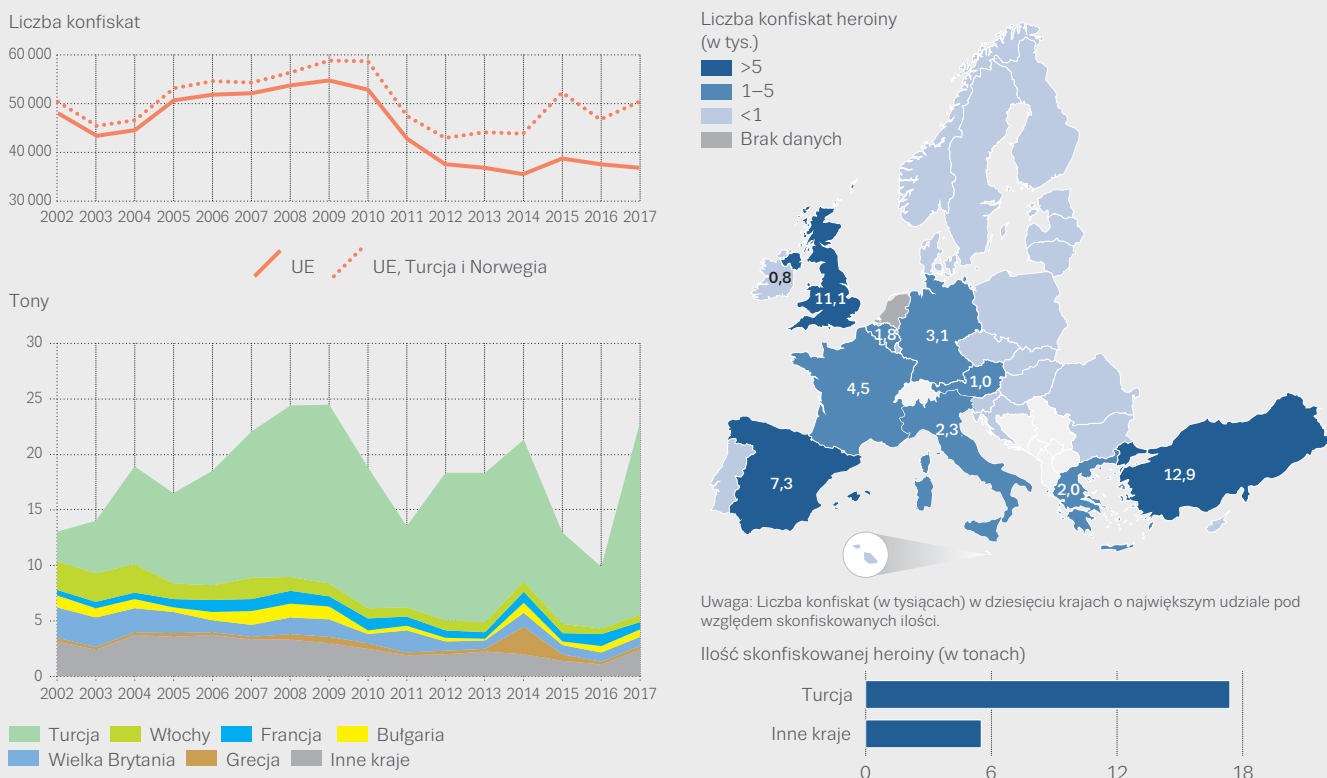 Liczba konfiskat
60 000
50 000
40 000
30 000
2002 2003 2004 2005 2006 2007 2008 2009 2010 2011 2012 2013 2014 2015 2016 2017
UE
UE, Turcja i Norwegia
Tony
30
25
20
15
10
5
0
2002 2003 2004 2005 2006 2007 2008 2009 2010 2011 2012 2013 2014 2015 2016 2017
Turcja Włochy Francja Bułgaria
Wielka Brytania Grecja Inne kraje
Liczba konfiskat heroiny
(w tys.)
>5
1–5
<1
Brak danych
0,8
11,1
1,8
3,1
4,5
1,0
2,3
7,3
2,0
12,9
Uwaga: Liczba konfiskat (w tysiącach) w dziesięciu krajach o największym udziale pod
względem skonfiskowanych ilości.
Ilość skonfiskowanej heroiny (w tonach)
Turcja
Inne kraje
0 6 12 18